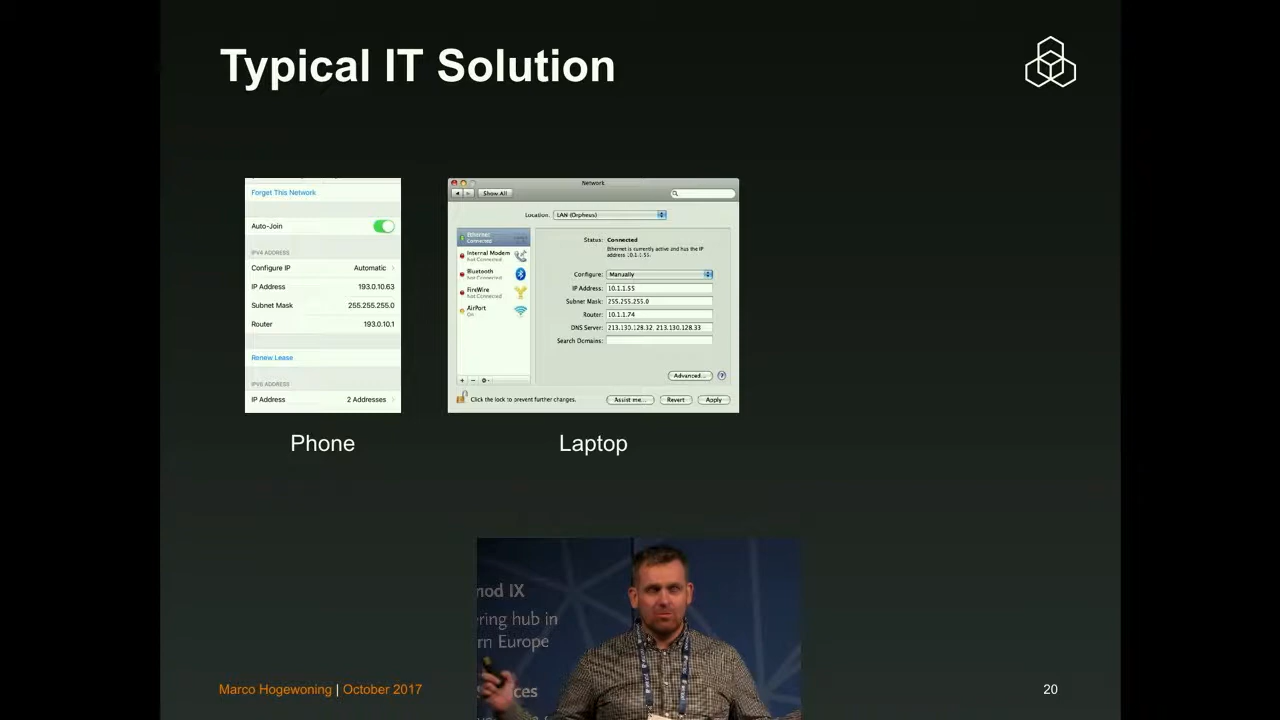 Typical IT Solution
Forget This Network
Auto-Join
IPV4 ADDRESS
Configure IP Automatic
IP Address 193.0.10.63
Subnet Mask 255.255.255.0
Router 193.0.10.1
Renew Lease
IPV6 ADDRESS
IP Address 2 Addresses
Network
Show All
Location: LAN (Orpheus)
Ethernet
Connected
Internal Modem
Not Connected
Bluetooth
Not Connected
FireWire
Not Connected
AirPort
On
Status: Connected
Ethernet is currently active and has the IP
address 10.1.1.55.
Configure: Manually
IP Address: 10.1.1.55
Subnet Mask: 255.255.255.0
Router: 10.1.1.74
DNS Server: 213.130.128.32, 213.130.128.33
Search Domains:
Advanced... ?
Click the lock to prevent further changes.
Assist me... Revert Apply
Phone
Laptop
nod IX
ering hub in
rn Europe
ces
Marco Hogewoning | October 2017
20